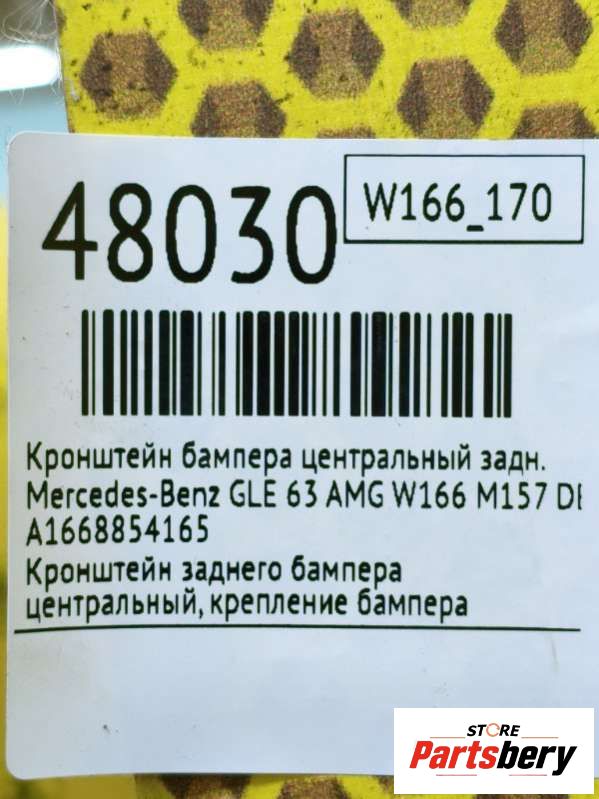 48030
W166_170
Кронштейн бампера центральный задн.
Mercedes-Benz GLE 63 AMG W166 M157 DE
A1668854165
Кронштейн заднего бампера
центральный, крепление бампера
STORE
Partsbery